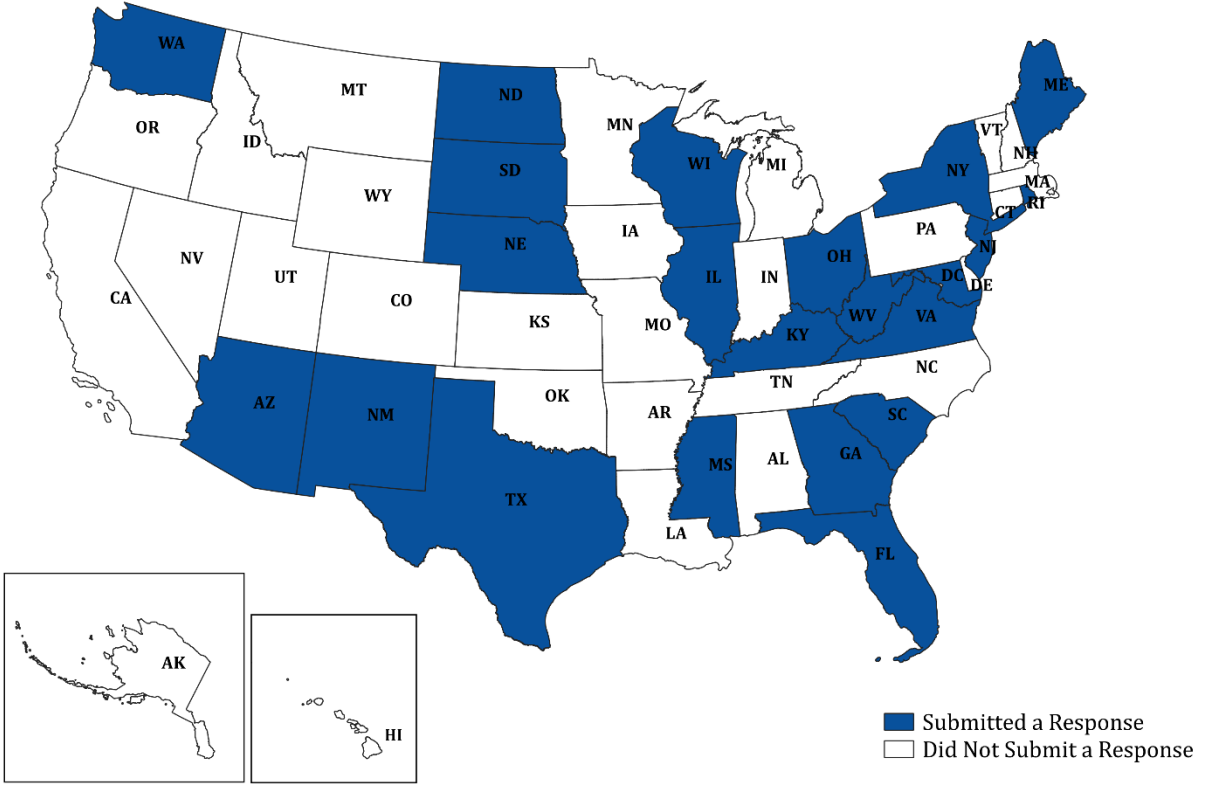 WA
ME
MT
ND
VT
MN
OR
ID
NH
WI
MI
SD
NY
MA
WY
CT
RI
IA
PA
NE
NJ
NV
OH
UT
IL
IN
DC
DE
CA
CO
WV
VA
KS
MO
KY
NC
TN
OK
AZ
AR
SC
NM
GA
AL
MS
TX
LA
FL
AK
HI
Submitted a Response
Did Not Submit a Response